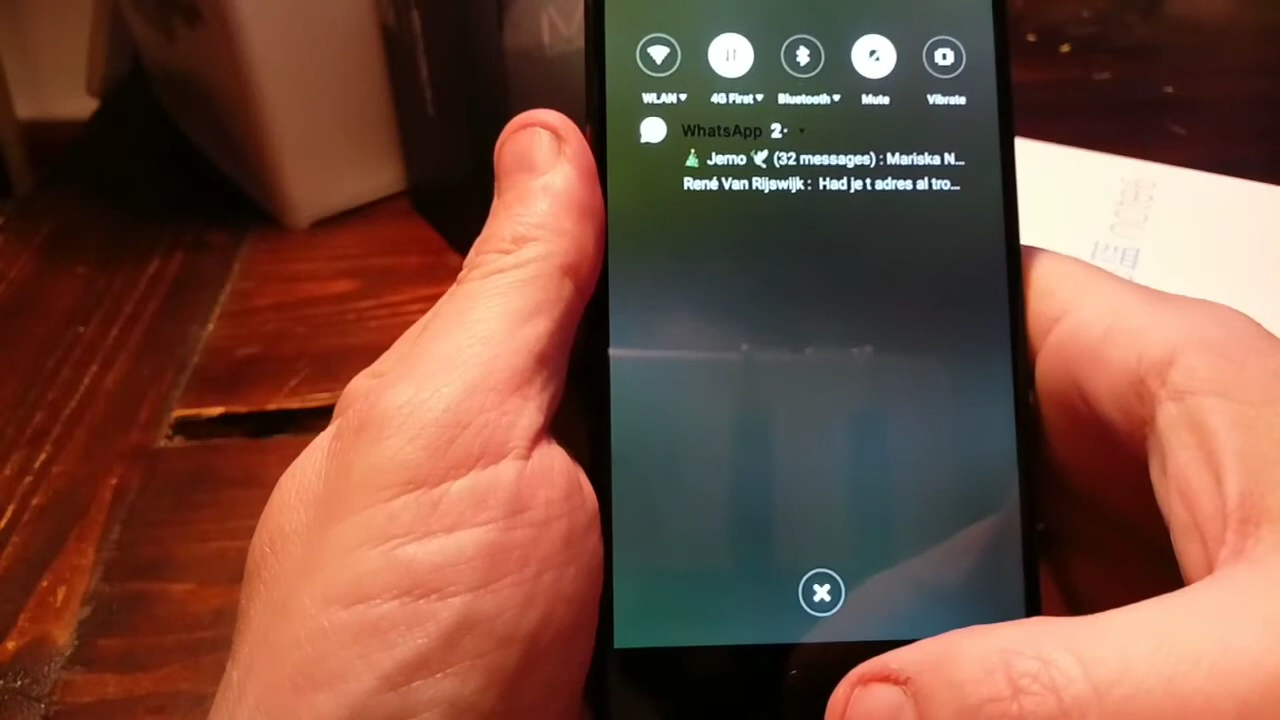 WLAN 4G First Bluetooth Mute Vibrate
WhatsApp 2·
Jemo (32 messages) : Mariska N...
René Van Rijswijk : Had je t adres al tro...